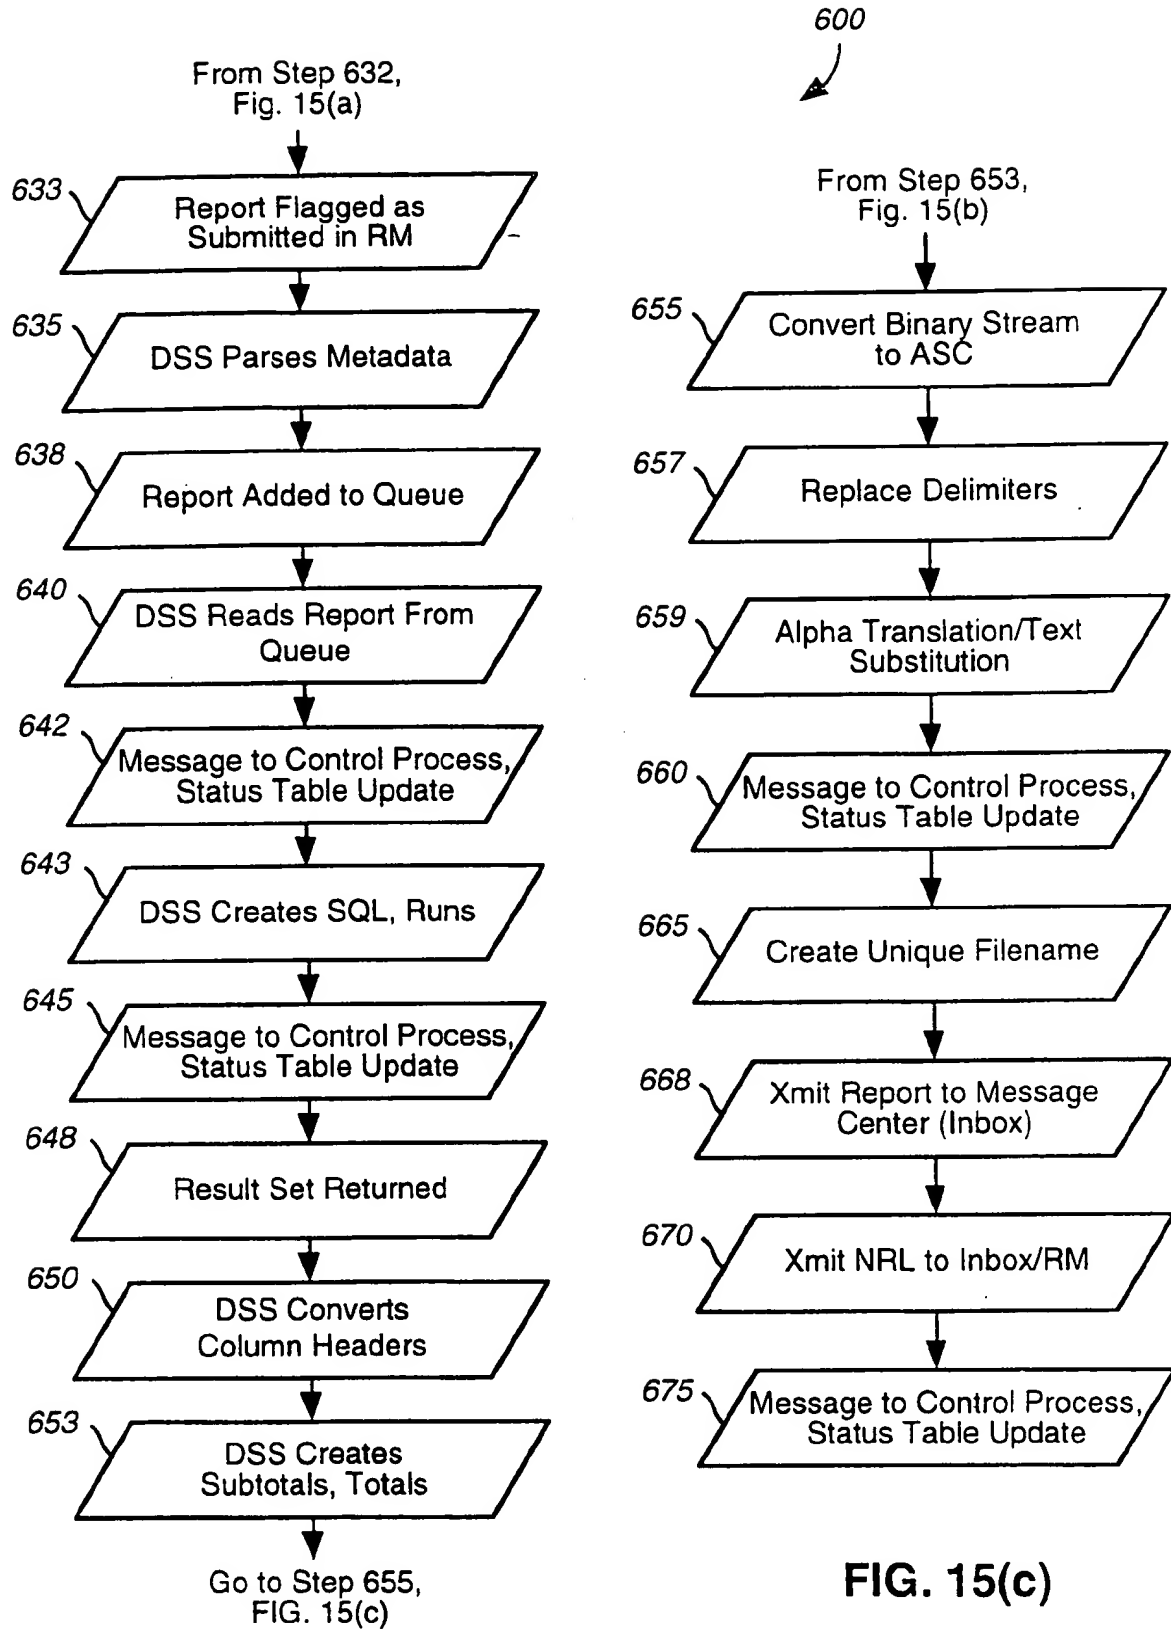 600
From Step 632,
Fig. 15(a)
633
Report Flagged as
Submitted in RM
635
DSS Parses Metadata
638
Report Added to Queue
640
DSS Reads Report From
Queue
642
Message to Control Process,
Status Table Update
643
DSS Creates SQL, Runs
645
Message to Control Process,
Status Table Update
648
Result Set Returned
650
DSS Converts
Column Headers
653
DSS Creates
Subtotals, Totals
Go to Step 655,
FIG. 15(c)
From Step 653,
Fig. 15(b)
655
Convert Binary Stream
to ASC
657
Replace Delimiters
659
Alpha Translation/Text
Substitution
660
Message to Control Process,
Status Table Update
665
Create Unique Filename
668
Xmit Report to Message
Center (Inbox)
670
Xmit NRL to Inbox/RM
675
Message to Control Process,
Status Table Update
FIG. 15(c)